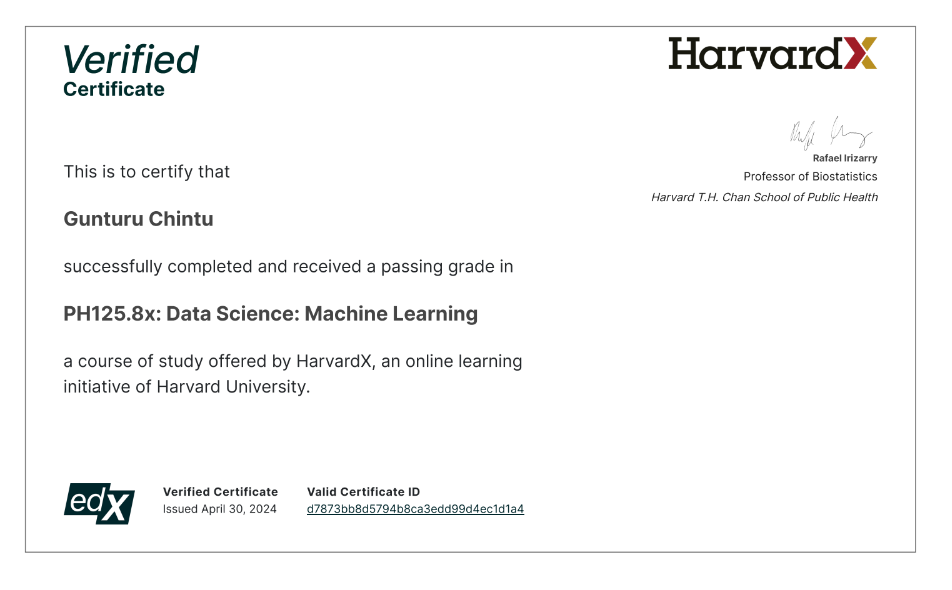 Verified
Certificate
HarvardX
Rafael Irizarry
Professor of Biostatistics
Harvard T.H. Chan School of Public Health
This is to certify that
Gunturu Chintu
successfully completed and received a passing grade in
PH125.8x: Data Science: Machine Learning
a course of study offered by HarvardX, an online learning
initiative of Harvard University.
edX
Verified Certificate
Issued April 30, 2024
Valid Certificate ID
d7873bb8d5794b8ca3edd99d4ec1d1a4